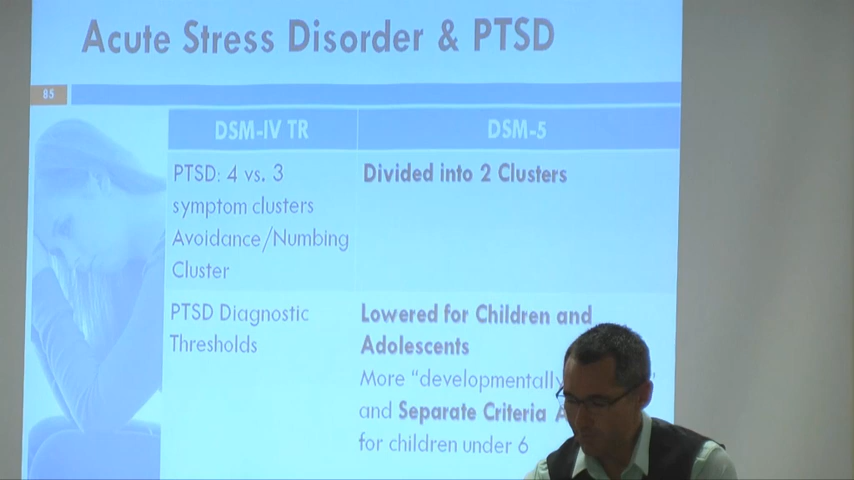 Acute Stress Disorder & PTSD
85
DSM-IV TR
DSM-5
PTSD: 4 vs. 3
symptom clusters
Avoidance/Numbing
Cluster
Divided into 2 Clusters
PTSD Diagnostic
Thresholds
Lowered for Children and
Adolescents
More “developmentally
and Separate Criteria
for children under 6